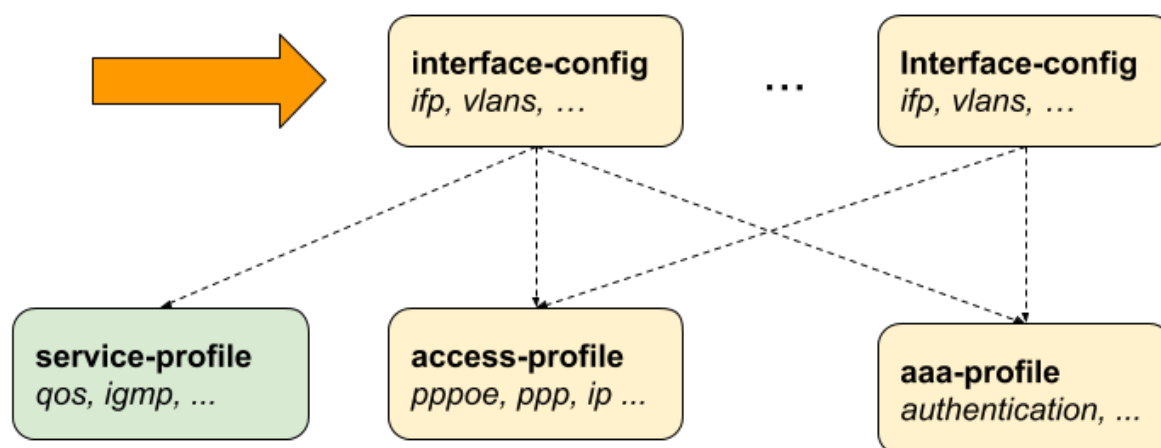 interface-config
ifp, vlans, …
...
Interface-config
ifp, vlans, …
service-profile
qos, igmp, ...
access-profile
pppoe, ppp, ip ...
aaa-profile
authentication, ...